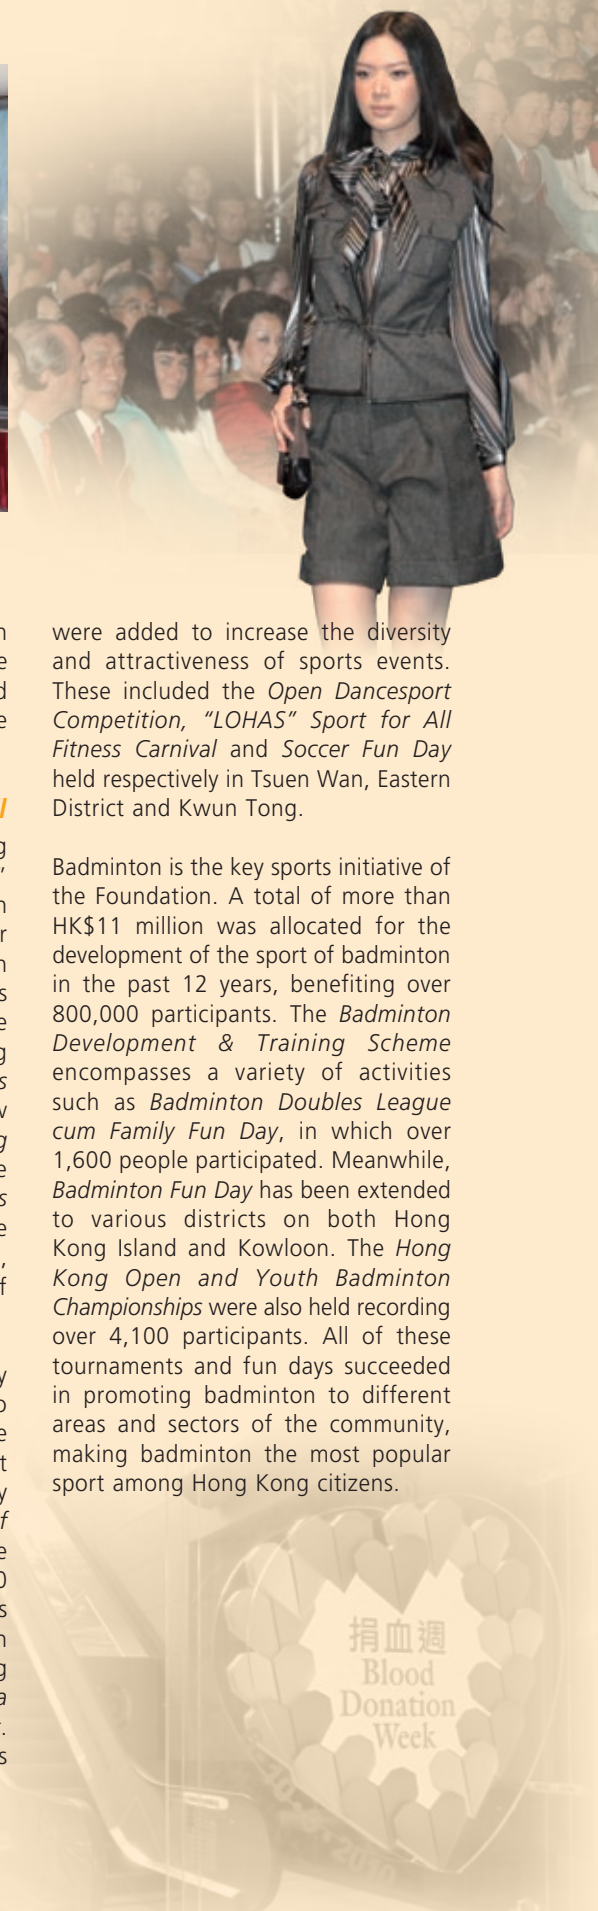 were added to increase the diversity
and attractiveness of sports events.
These included the Open Dancesport
Competition, “LOHAS” Sport for All
Fitness Carnival and Soccer Fun Day
held respectively in Tsuen Wan, Eastern
District and Kwun Tong.

Badminton is the key sports initiative of
the Foundation. A total of more than
HK$11 million was allocated for the
development of the sport of badminton
in the past 12 years, benefiting over
800,000 participants. The Badminton
Development & Training Scheme
encompasses a variety of activities
such as Badminton Doubles League
cum Family Fun Day, in which over
1,600 people participated. Meanwhile,
Badminton Fun Day has been extended
to various districts on both Hong
Kong Island and Kowloon. The Hong
Kong Open and Youth Badminton
Championships were also held recording
over 4,100 participants. All of these
tournaments and fun days succeeded
in promoting badminton to different
areas and sectors of the community,
making badminton the most popular
sport among Hong Kong citizens.

捐血週
Blood
Donation
Week